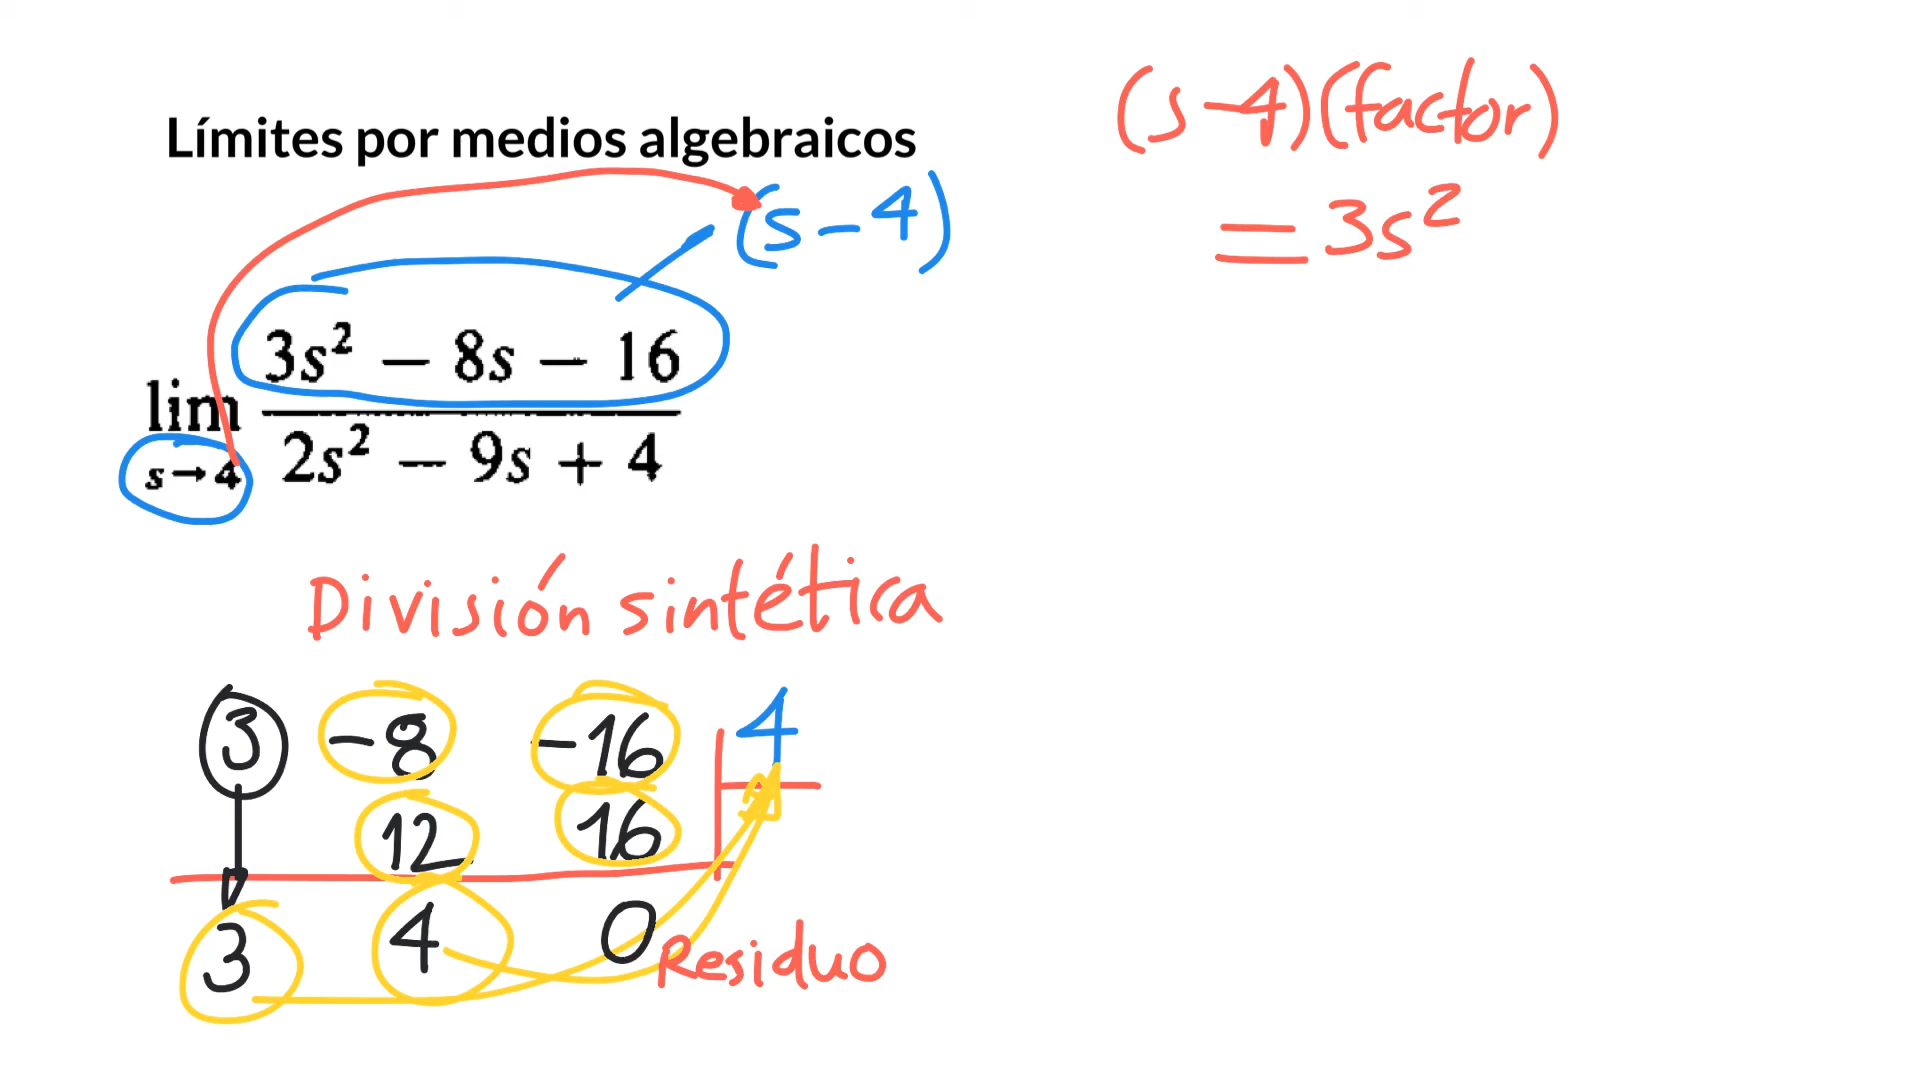 Límites por medios algebraicos
(s-4)
3s² - 8s - 16
lim
s→4
2s² - 9s + 4
División sintética
3 -8 -16 4
12 16
3 4 0 Residuo
(s-4)(factor)
= 3s²